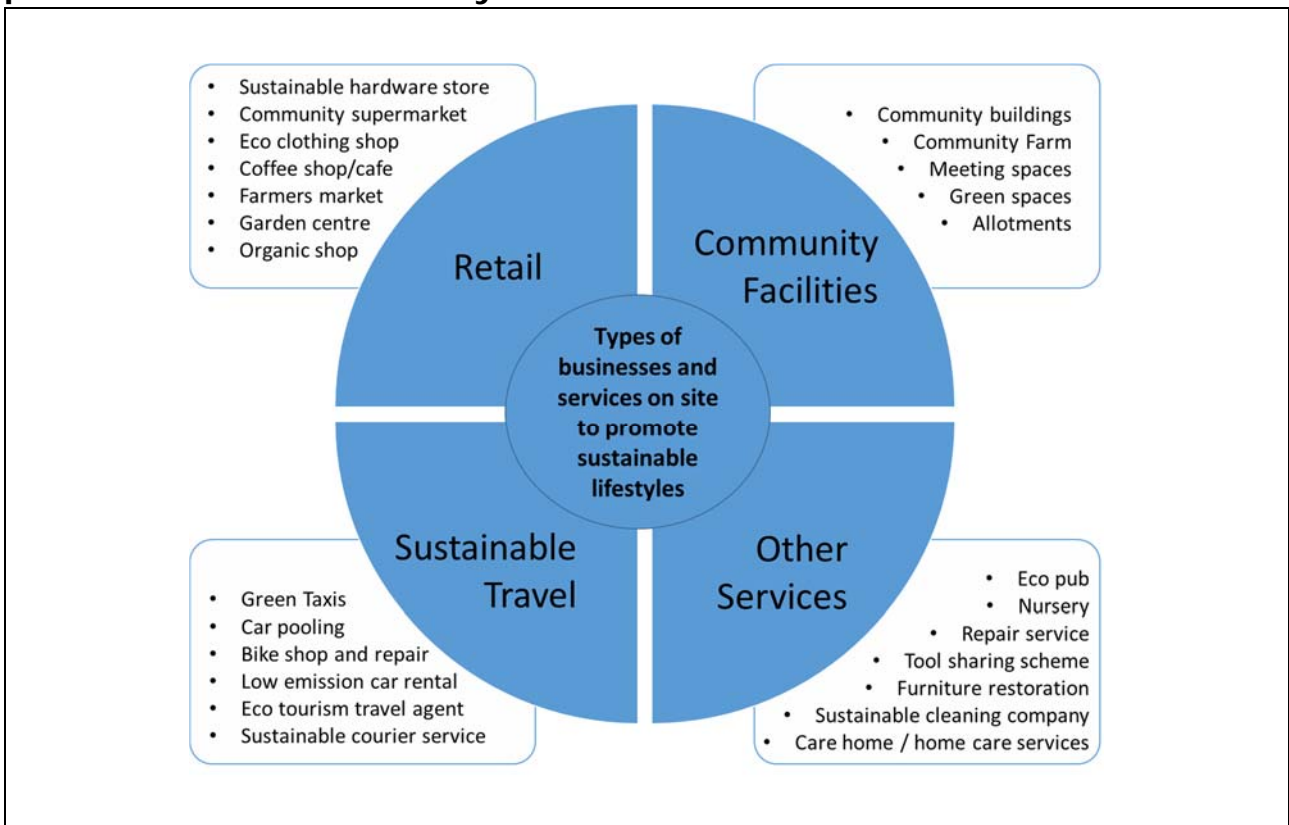 • Sustainable hardware store
• Community supermarket
• Eco clothing shop
• Coffee shop/cafe
• Farmers market
• Garden centre
• Organic shop
Retail
• Community buildings
• Community Farm
• Meeting spaces
• Green spaces
• Allotments
Community
Facilities
Types of
businesses and
services on site
to promote
sustainable
lifestyles
Sustainable
Travel
• Green Taxis
• Car pooling
• Bike shop and repair
• Low emission car rental
• Eco tourism travel agent
• Sustainable courier service
Other
Services
• Eco pub
• Nursery
• Repair service
• Tool sharing scheme
• Furniture restoration
• Sustainable cleaning company
• Care home / home care services